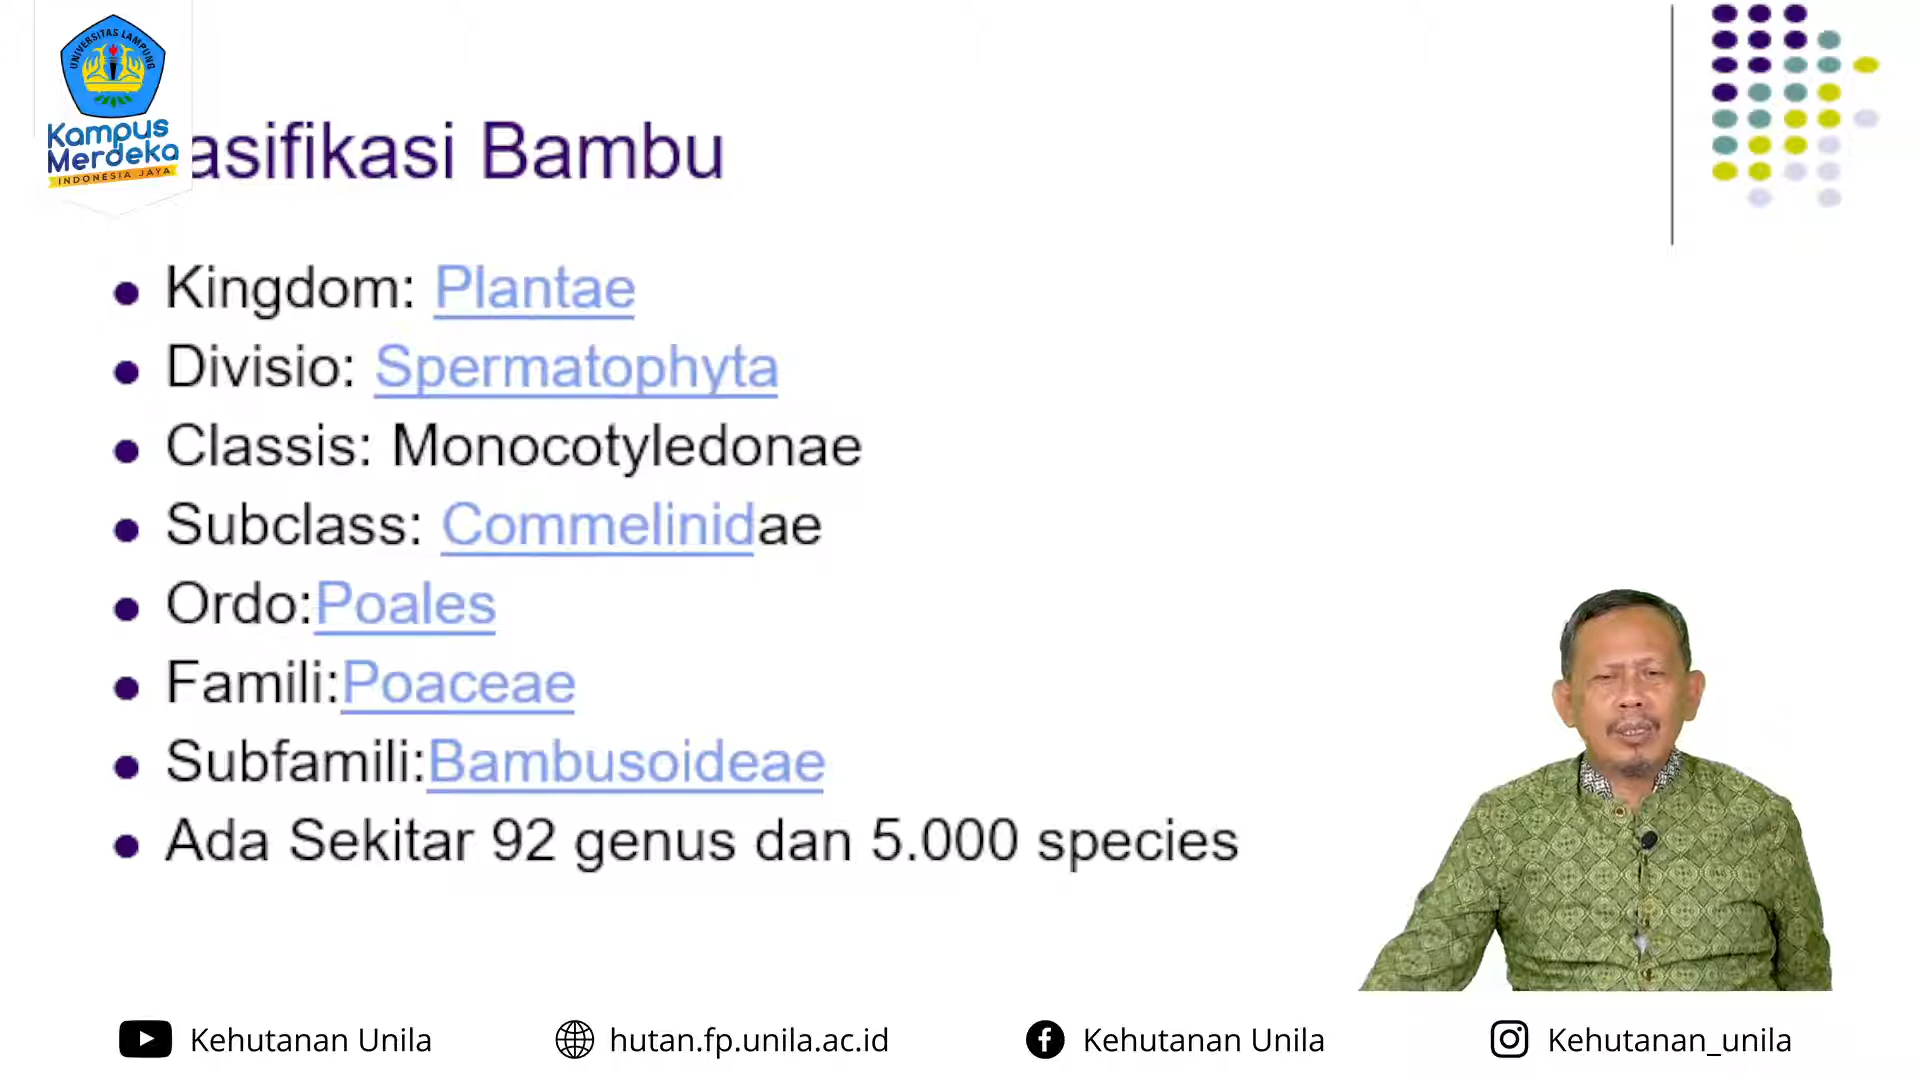 UNIVERSITAS LAMPUNG
Kampus
Merdeka
INDONESIA JAYA
asifikasi Bambu
Kingdom: Plantae
Divisio: Spermatophyta
Classis: Monocotyledonae
Subclass: Commelinidae
Ordo:Poales
Famili:Poaceae
Subfamili:Bambusoideae
Ada Sekitar 92 genus dan 5.000 species
Kehutanan Unila
hutan.fp.unila.ac.id
Kehutanan Unila
Kehutanan_unila